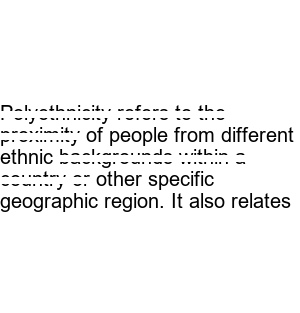 Polyethnicity refers to the
proximity of people from different
ethnic backgrounds within a
country or other specific
geographic region. It also relates